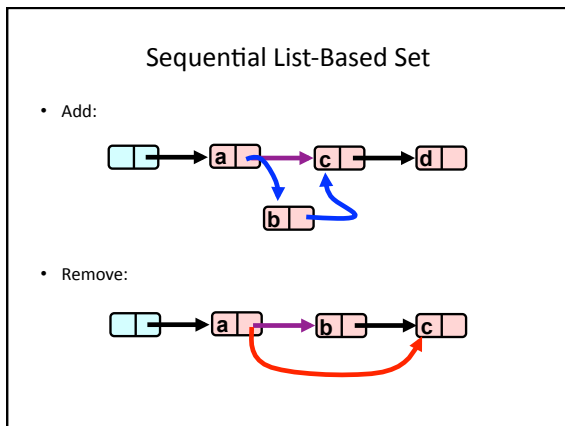 Sequential List-Based Set
• Add:
a c d
b
• Remove:
a b c